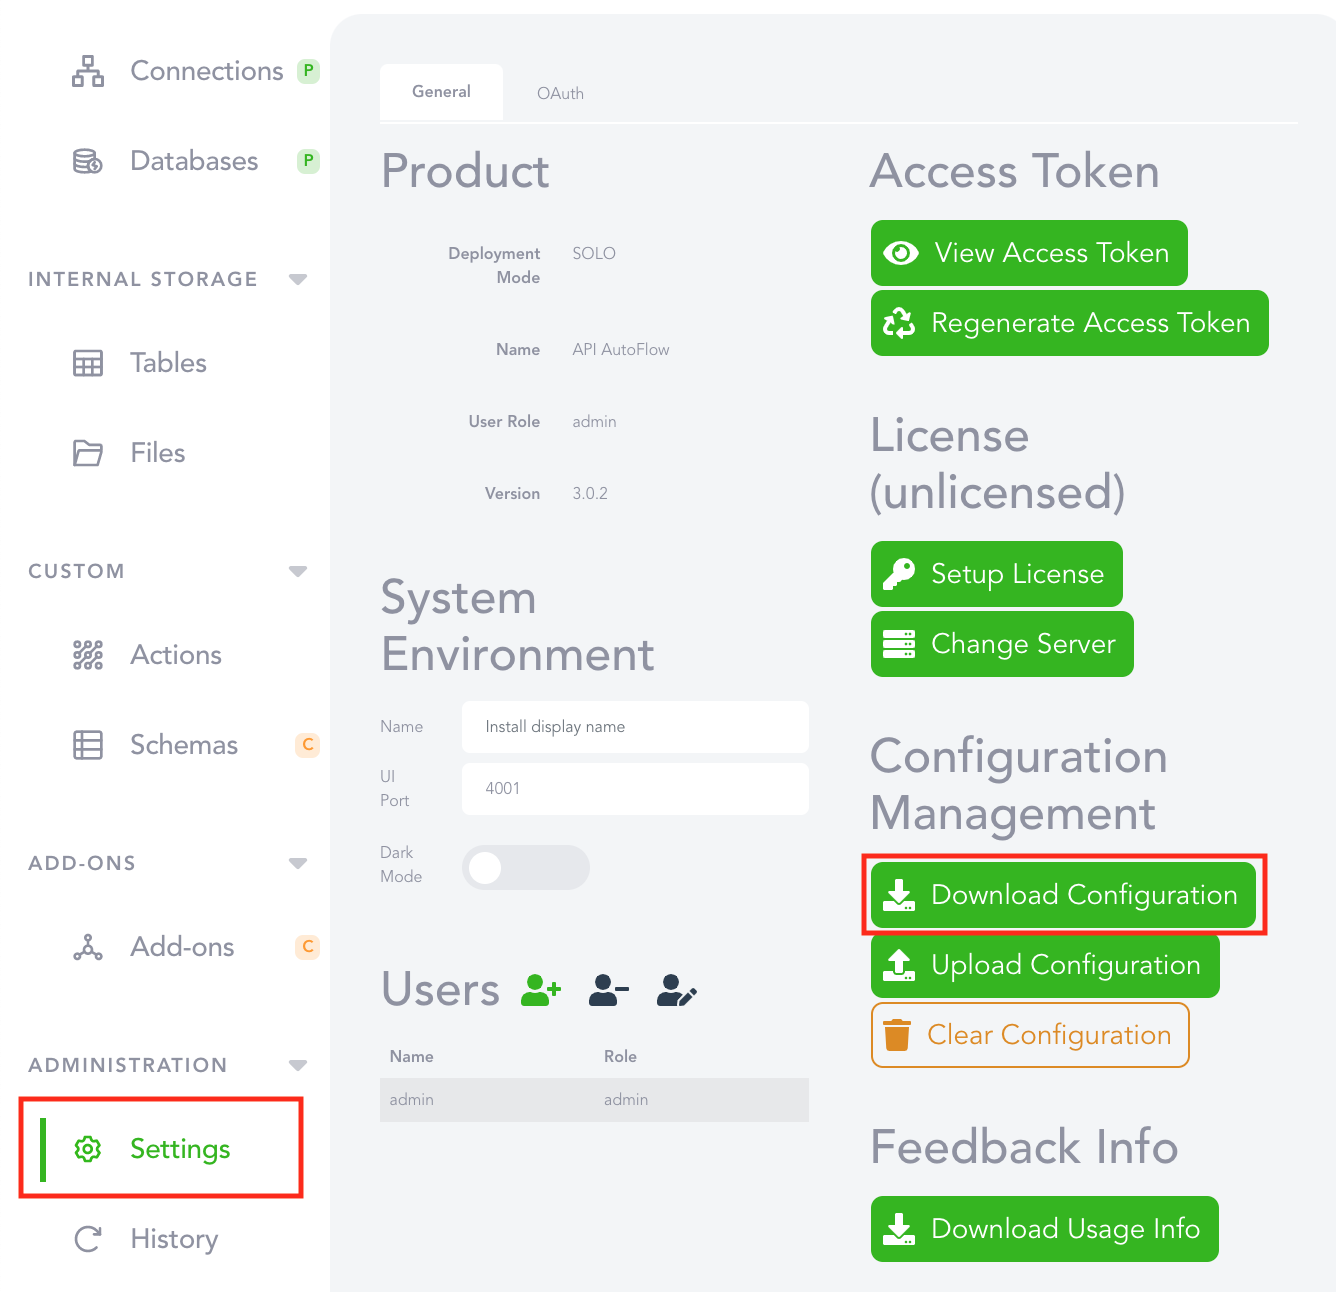 Connections P
Databases P
INTERNAL STORAGE
Tables
Files
CUSTOM
Actions
Schemas C
ADD-ONS
Add-ons C
ADMINISTRATION
Settings
History
General OAuth
Product
Deployment Mode SOLO
Name API AutoFlow
User Role admin
Version 3.0.2
System
Environment
Name Install display name
UI Port 4001
Dark Mode
Users
Name Role
admin admin
Access Token
View Access Token
Regenerate Access Token
License
(unlicensed)
Setup License
Change Server
Configuration
Management
Download Configuration
Upload Configuration
Clear Configuration
Feedback Info
Download Usage Info